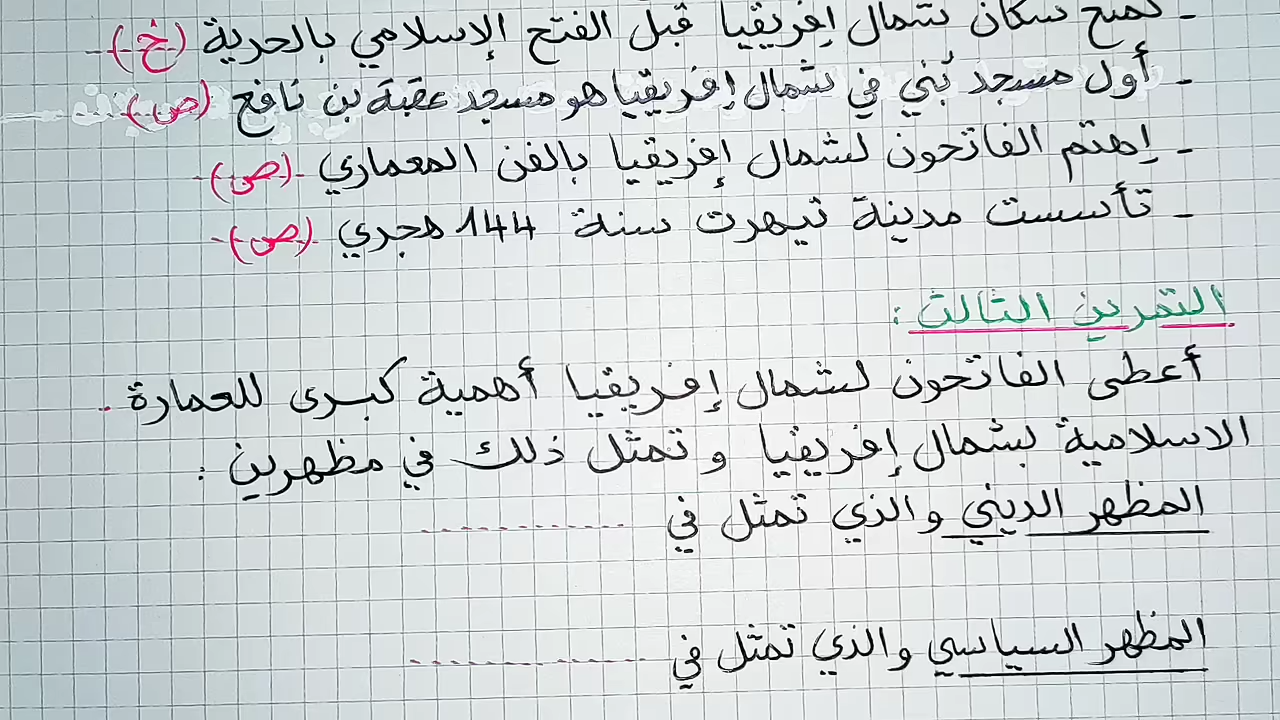 - تمتع سكان شمال إفريقيا قبل الفتح الإسلامي بالحرية (خ)
- أول مسجد بُني في شمال إفريقيا هو مسجد عقبة بن نافع (ص)
- إهتم الفاتحون لشمال إفريقيا بالفن المعماري (ص)
- تأسست مدينة تيهرت سنة 144 هجري (ص)
التمرين الثالث :
أعطى الفاتحون لشمال إفريقيا أهمية كبرى للعمارة
الاسلامية بشمال إفريقيا و تمثل ذلك في مظهرين :
المظهر الديني والذي تمثل في ............
المظهر السياسي والذي تمثل في ..............